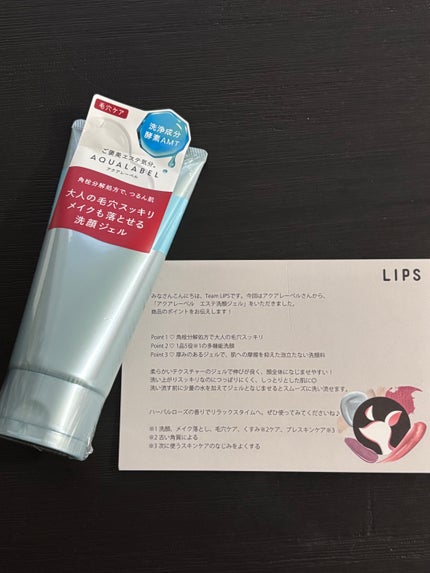 毛穴ケア
洗浄成分
酵素AMT
ご褒美エステ気分。
AQUALABEL
アクアレーベル
角栓分解処方で、つるん肌
大人の毛穴スッキリ
メイクも落とせる
洗顔ジェル
LIPS
みなさんこんにちは、Team LIPSです。今回はアクアレーベルさんから、
「アクアレーベル　エステ洗顔ジェル」をいただきました。
商品のポイントをお伝えします！
Point 1 ♡ 角栓分解処方で大人の毛穴スッキリ
Point 2 ♡ 1品5役※1の多機能洗顔
Point 3 ♡ 厚みのあるジェルで、肌への摩擦を抑えた泡立たない洗顔料
柔らかいテクスチャーのジェルで伸びが良く、顔全体になじませやすい！
洗い上がりスッキリなのにつっぱりにくく、しっとりとした肌に◎
洗い流す前に少量の水を加えてジェルとなじませるとスムーズに洗い流せます。
ハーバルローズの香りでリラックスタイムへ。ぜひ使ってみてくださいね♪
※1 洗顔、メイク落とし、毛穴ケア、くすみ※2ケア、プレスキンケア※3
※2 古い角質による
※3 次に使うスキンケアのなじみをよくする